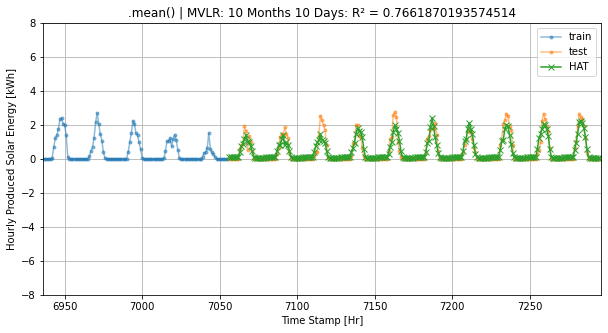 .mean() | MVLR: 10 Months 10 Days: R² = 0.7661870193574514
8
6
4
2
0
−2
−4
−6
−8
Hourly Produced Solar Energy [kWh]
train
test
HAT
6950 7000 7050 7100 7150 7200 7250
Time Stamp [Hr]